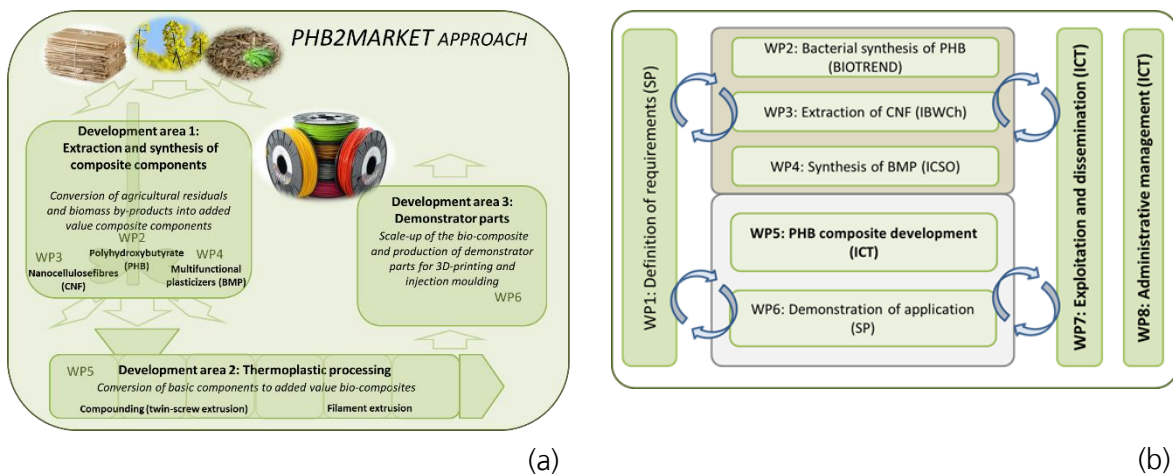 PHB2MARKET APPROACH
Development area 1:
Extraction and synthesis of
composite components
Conversion of agricultural residuals
and biomass by-products into added
value composite components
WP2
Polyhydroxybutyrate
(PHB)
WP3
Nanocellulosefibres
(CNF)
WP4
Multifunctional
plasticizers (BMP)
Development area 3:
Demonstrator parts
Scale-up of the bio-composite
and production of demonstrator
parts for 3D-printing and
injection moulding
WP6
WP5
Development area 2: Thermoplastic processing
Conversion of basic components to added value bio-composites
Compounding (twin-screw extrusion)
Filament extrusion
(a)
WP1: Definition of requirements (SP)
WP2: Bacterial synthesis of PHB
(BIOTREND)
WP3: Extraction of CNF (IBWCh)
WP4: Synthesis of BMP (ICSO)
WP5: PHB composite development
(ICT)
WP6: Demonstration of application
(SP)
WP7: Exploitation and dissemination (ICT)
WP8: Administrative management (ICT)
(b)